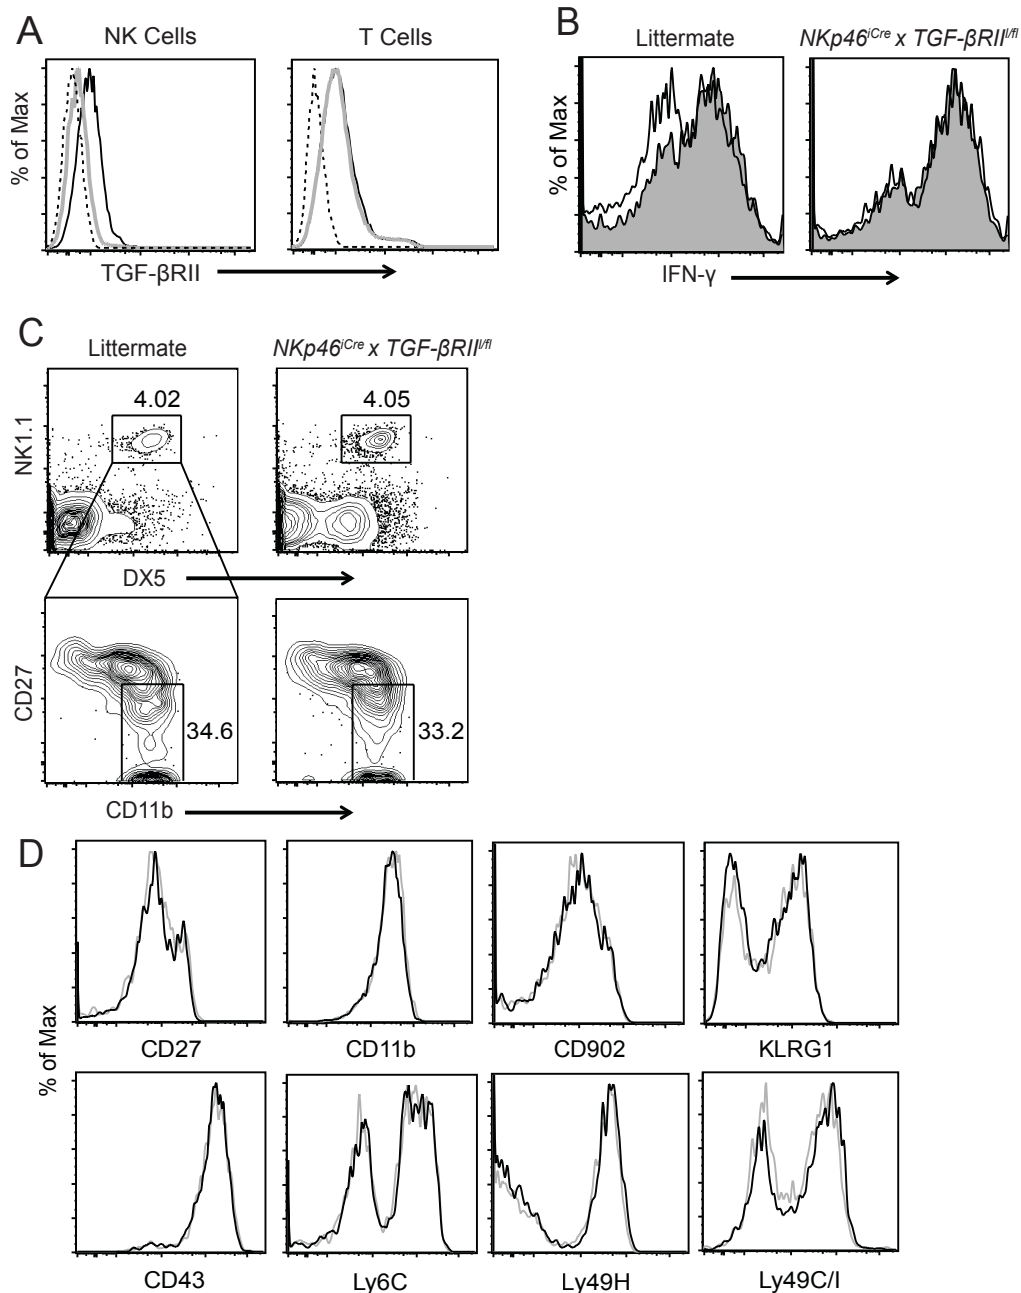 A
NK Cells
T Cells
% of Max
TGF-βRII
B
Littermate
NKp46iCre x TGF-βRIIl/fl
% of Max
IFN-γ
C
Littermate
NKp46iCre x TGF-βRIIl/fl
4.02
4.05
NK1.1
DX5
CD27
34.6
33.2
CD11b
D
% of Max
CD27
CD11b
CD902
KLRG1
CD43
Ly6C
Ly49H
Ly49C/I